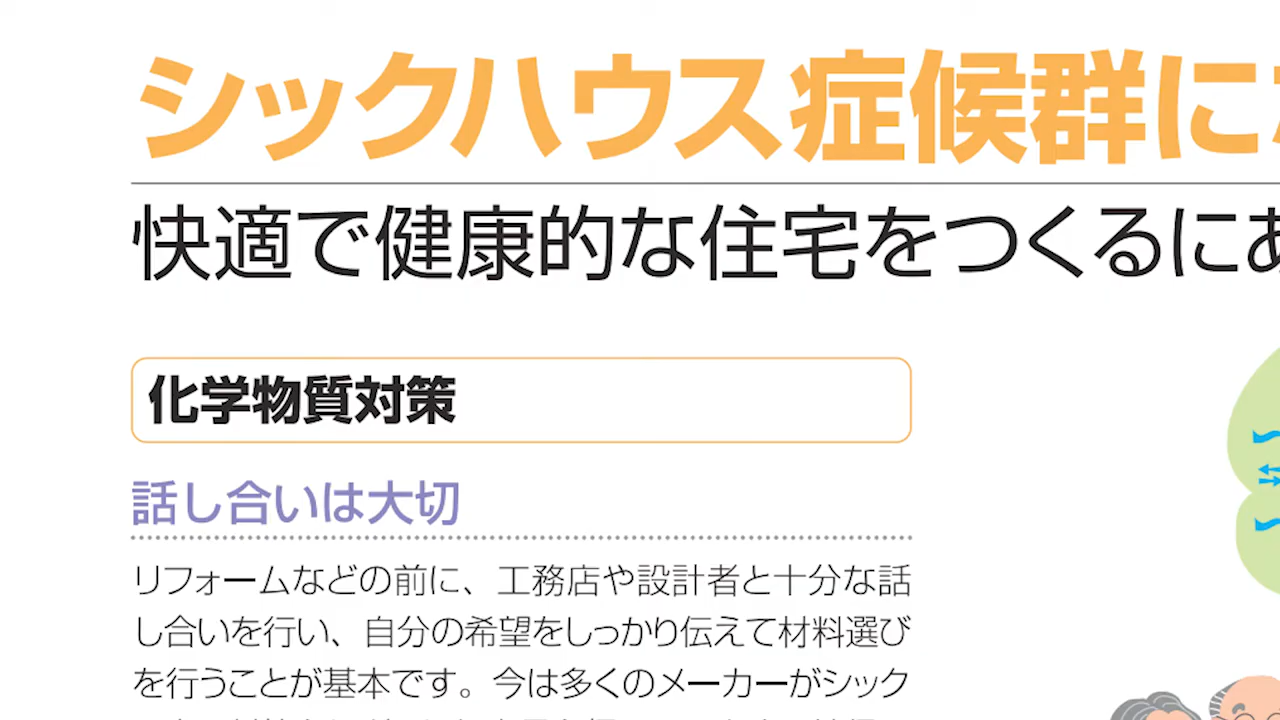 シックハウス症候群に
快適で健康的な住宅をつくるにあ
化学物質対策
話し合いは大切
リフォームなどの前に、工務店や設計者と十分な話
し合いを行い、自分の希望をしっかり伝えて材料選び
を行うことが基本です。今は多くのメーカーがシック